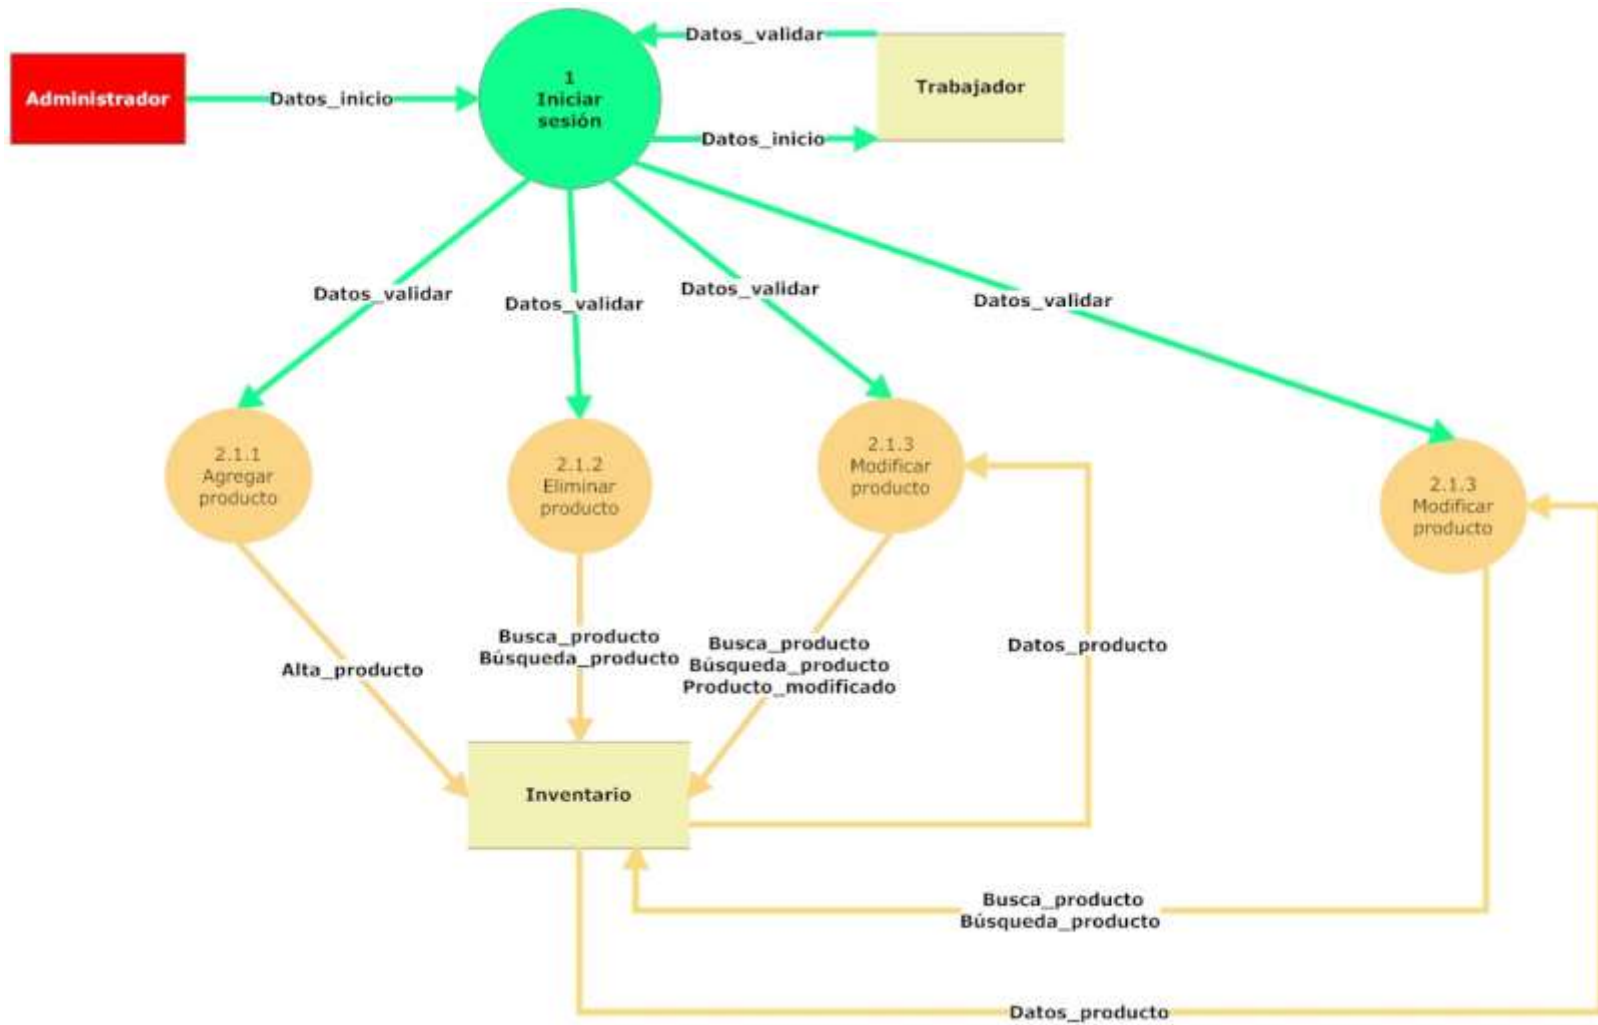 Datos_validar
Administrador
Datos_inicio
1
Iniciar
sesión
Trabajador
Datos_inicio
Datos_validar
Datos_validar
Datos_validar
Datos_validar
2.1.1
Agregar
producto
2.1.2
Eliminar
producto
2.1.3
Modificar
producto
2.1.3
Modificar
producto
Alta_producto
Busca_producto
Búsqueda_producto
Busca_producto
Búsqueda_producto
Producto_modificado
Datos_producto
Inventario
Busca_producto
Búsqueda_producto
Datos_producto